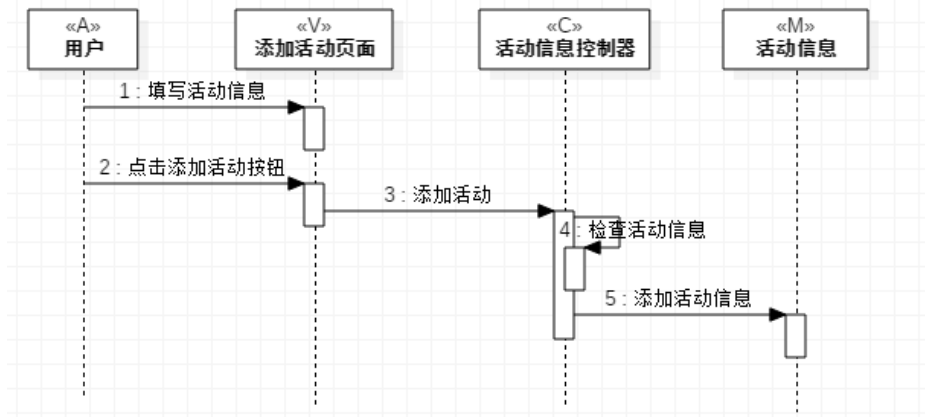 «A»
用户
«V»
添加活动页面
«C»
活动信息控制器
«M»
活动信息
1 : 填写活动信息
2 : 点击添加活动按钮
3 : 添加活动
4 : 检查活动信息
5 : 添加活动信息